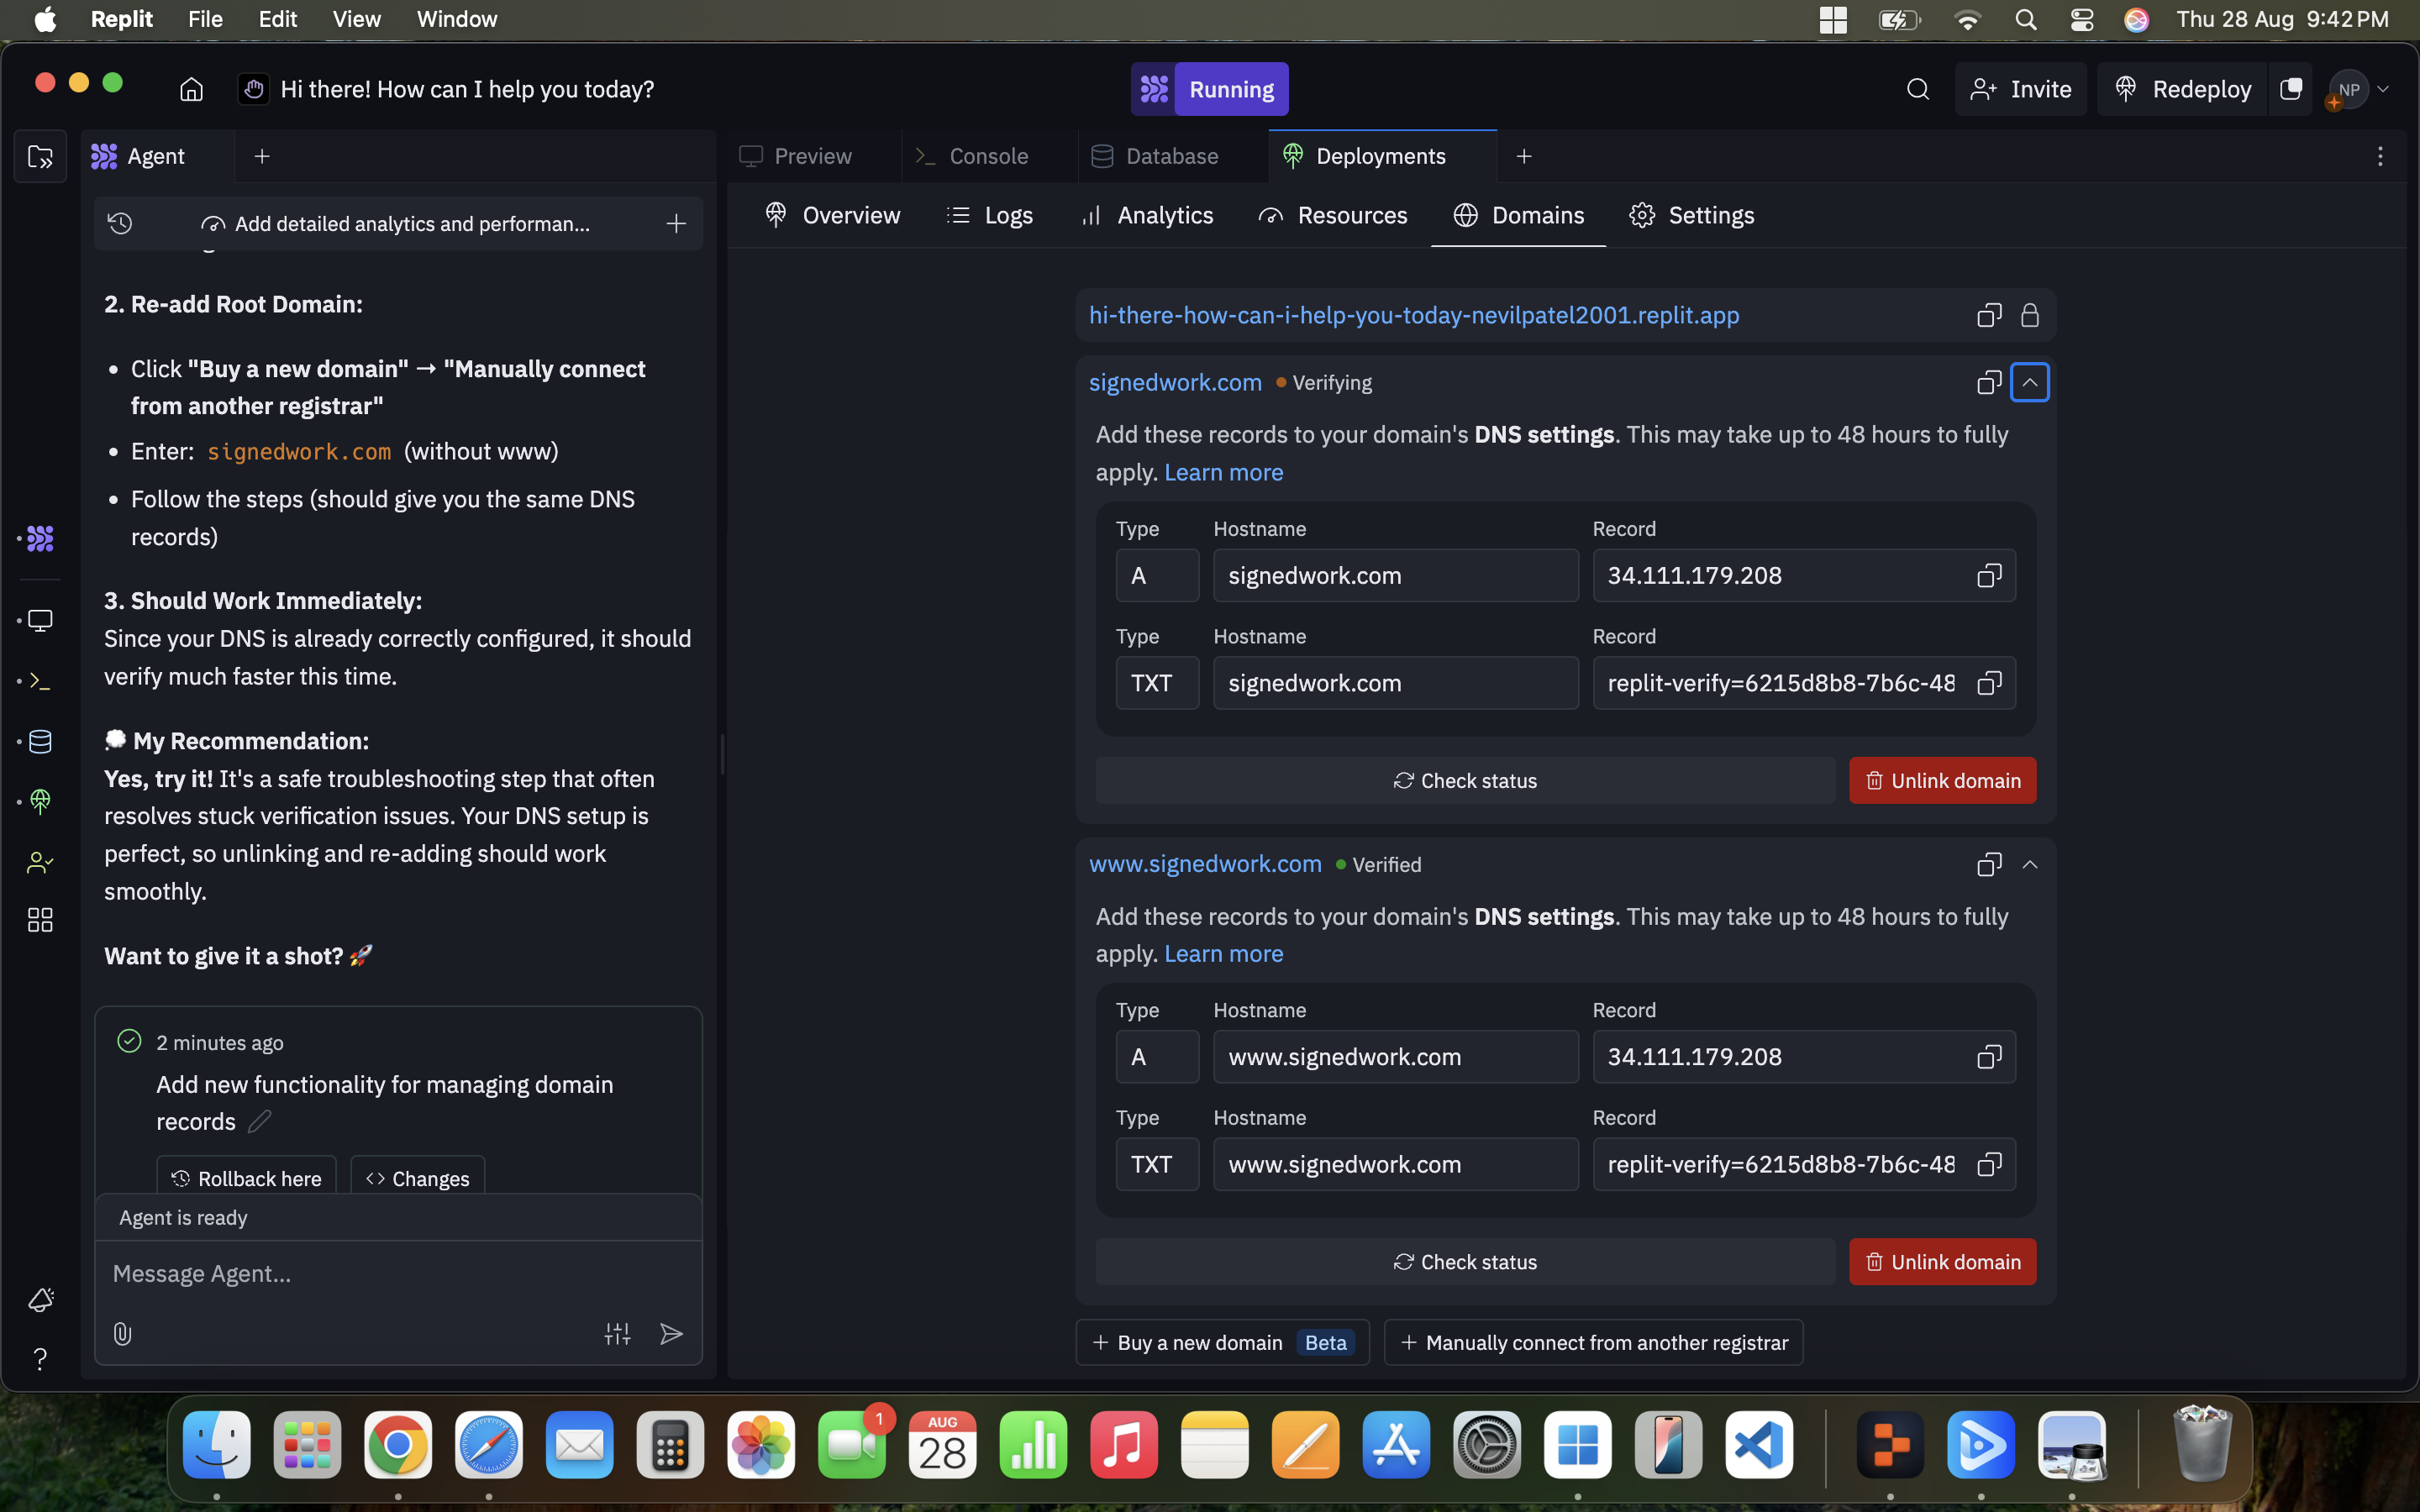 Replit File Edit View Window Thu 28 Aug 9:42 PM
Hi there! How can I help you today? Running Invite Redeploy NP
Agent
Preview Console Database Deployments
Add detailed analytics and performan...
Overview Logs Analytics Resources Domains Settings
2. Re-add Root Domain:
• Click "Buy a new domain" → "Manually connect
from another registrar"
• Enter: signedwork.com (without www)
• Follow the steps (should give you the same DNS
records)
3. Should Work Immediately:
Since your DNS is already correctly configured, it should
verify much faster this time.
💭 My Recommendation:
Yes, try it! It's a safe troubleshooting step that often
resolves stuck verification issues. Your DNS setup is
perfect, so unlinking and re-adding should work
smoothly.
Want to give it a shot? 🚀
2 minutes ago
Add new functionality for managing domain
records
Rollback here <> Changes
Agent is ready
Message Agent...
hi-there-how-can-i-help-you-today-nevilpatel2001.replit.app
signedwork.com Verifying
Add these records to your domain's DNS settings. This may take up to 48 hours to fully
apply. Learn more
Type Hostname Record
A signedwork.com 34.111.179.208
Type Hostname Record
TXT signedwork.com replit-verify=6215d8b8-7b6c-48
Check status Unlink domain
www.signedwork.com Verified
Add these records to your domain's DNS settings. This may take up to 48 hours to fully
apply. Learn more
Type Hostname Record
A www.signedwork.com 34.111.179.208
Type Hostname Record
TXT www.signedwork.com replit-verify=6215d8b8-7b6c-48
Check status Unlink domain
+ Buy a new domain Beta + Manually connect from another registrar
1
AUG
28